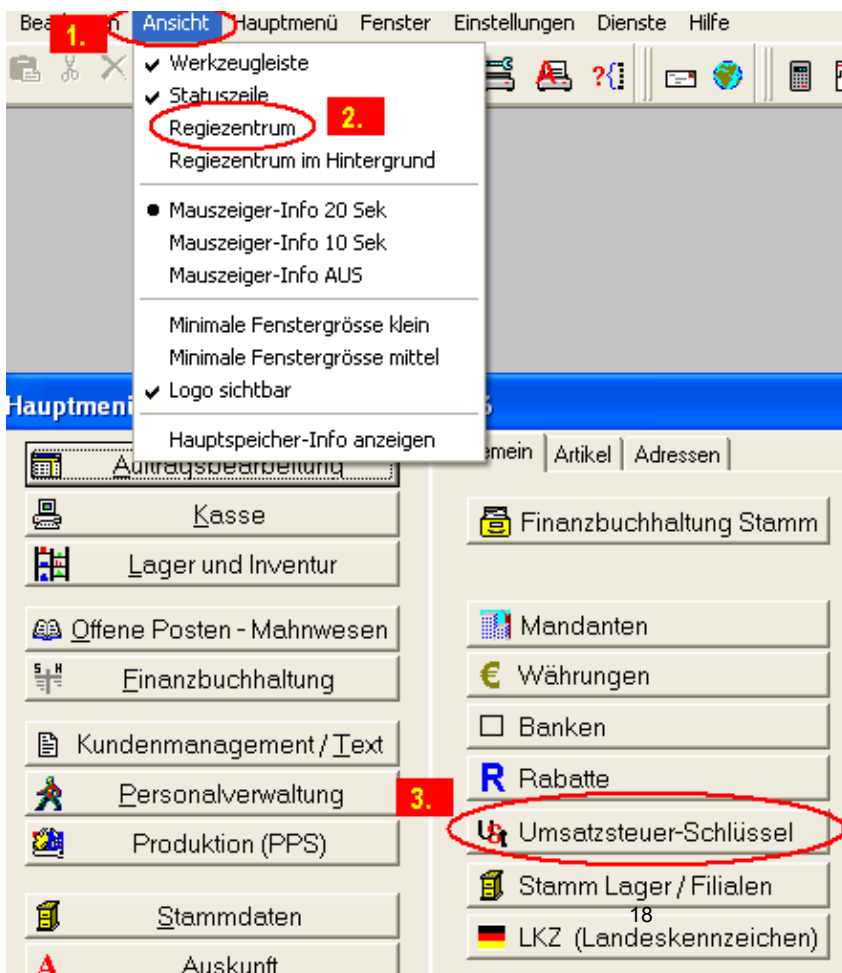 Ansicht Hauptmenü Fenster Einstellungen Dienste Hilfe
1.
Werkzeugleiste
Statuszeile
Regiezentrum
2.
Regiezentrum im Hintergrund
Mauszeiger-Info 20 Sek
Mauszeiger-Info 10 Sek
Mauszeiger-Info AUS
Minimale Fenstergrösse klein
Minimale Fenstergrösse mittel
Logo sichtbar
Hauptspeicher-Info anzeigen
Artikel
Adressen
Auftragsbearbeitung
Kasse
Lager und Inventur
Offene Posten - Mahnwesen
S H
Finanzbuchhaltung
Kundenmanagement / Text
Personalverwaltung
Produktion (PPS)
Stammdaten
Auskunft
Finanzbuchhaltung Stamm
Mandanten
€ Währungen
Banken
R Rabatte
3.
USt Umsatzsteuer-Schlüssel
Stamm Lager / Filialen
18
LKZ (Landeskennzeichen)